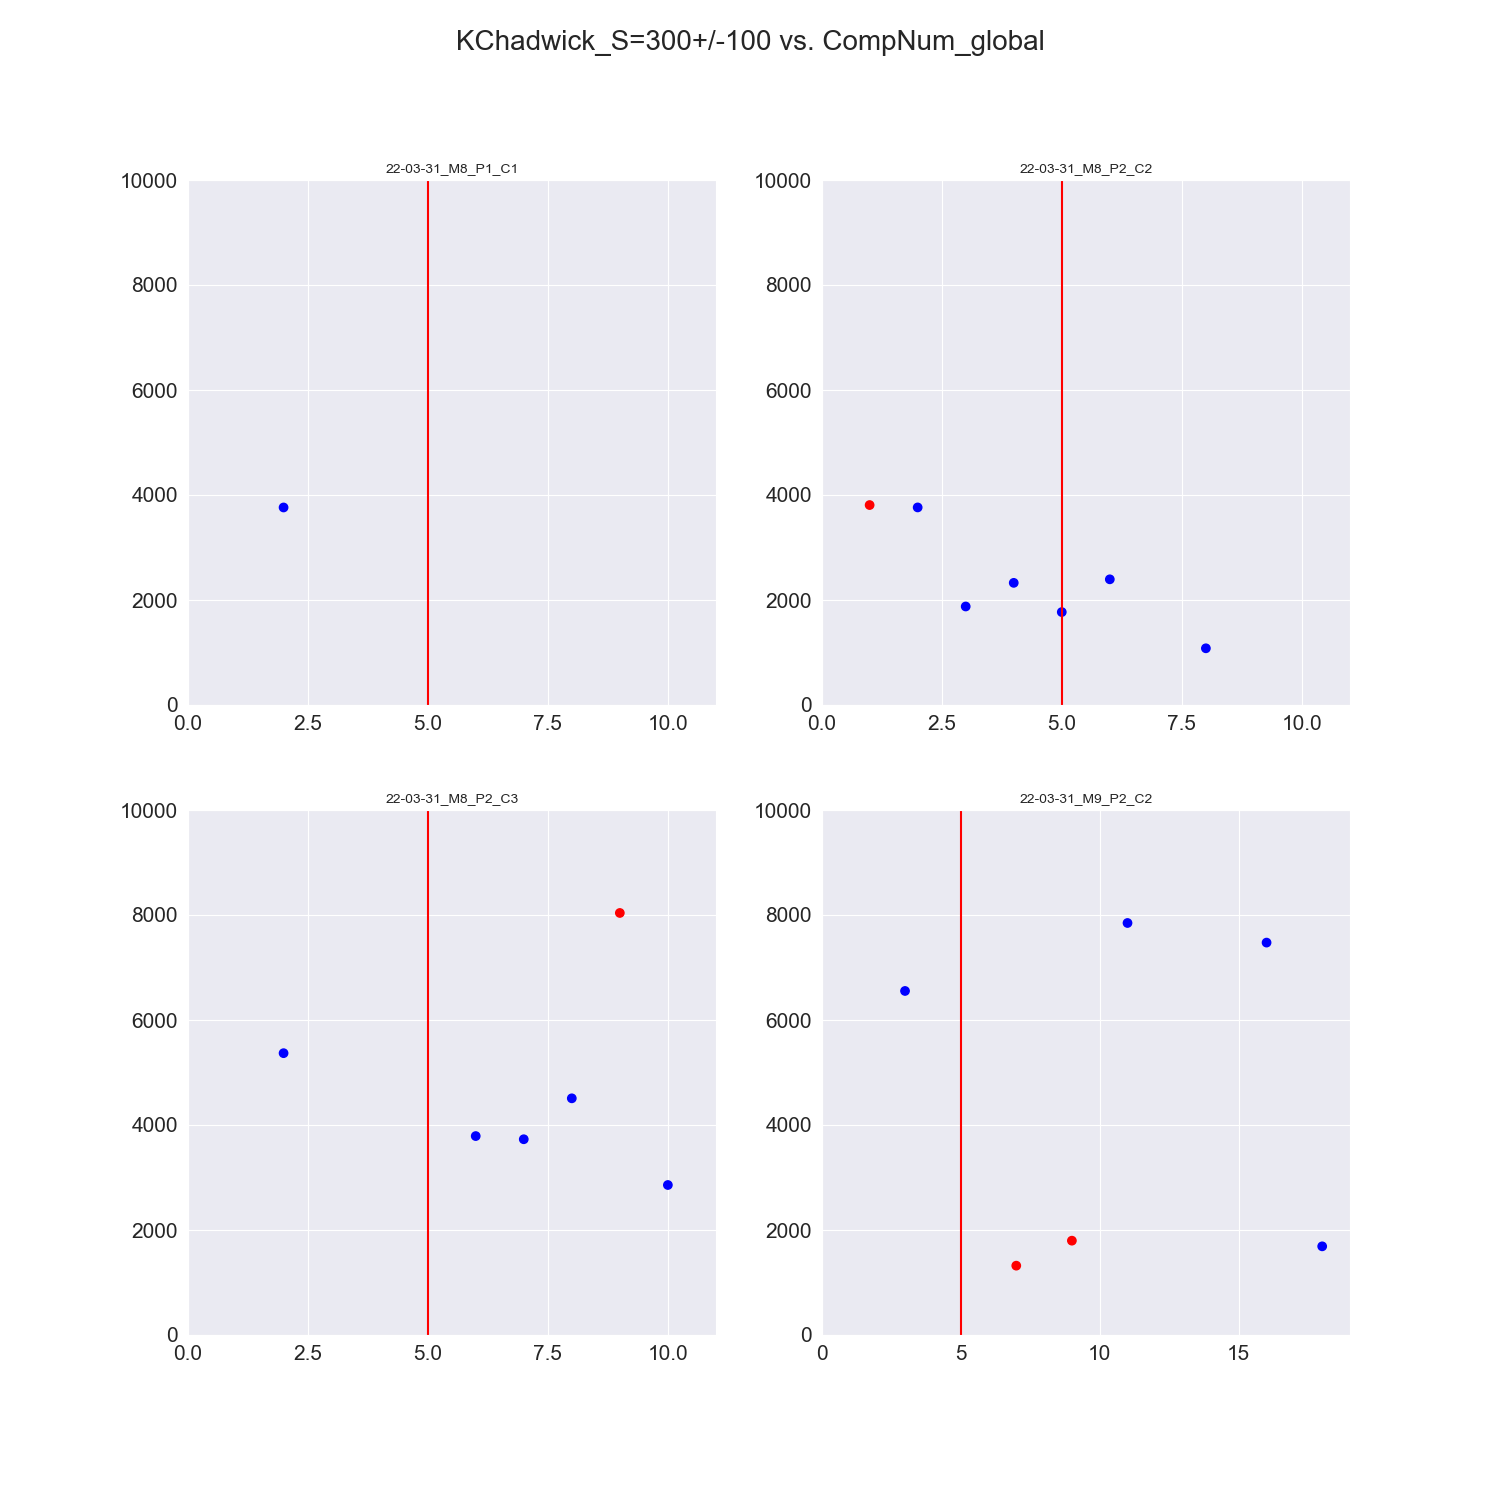 KChadwick_S=300+/-100 vs. CompNum_global
22-03-31_M8_P1_C1
10000
8000
6000
4000
2000
0
0.0 2.5 5.0 7.5 10.0
22-03-31_M8_P2_C2
10000
8000
6000
4000
2000
0
0.0 2.5 5.0 7.5 10.0
22-03-31_M8_P2_C3
10000
8000
6000
4000
2000
0
0.0 2.5 5.0 7.5 10.0
22-03-31_M9_P2_C2
10000
8000
6000
4000
2000
0
0 5 10 15